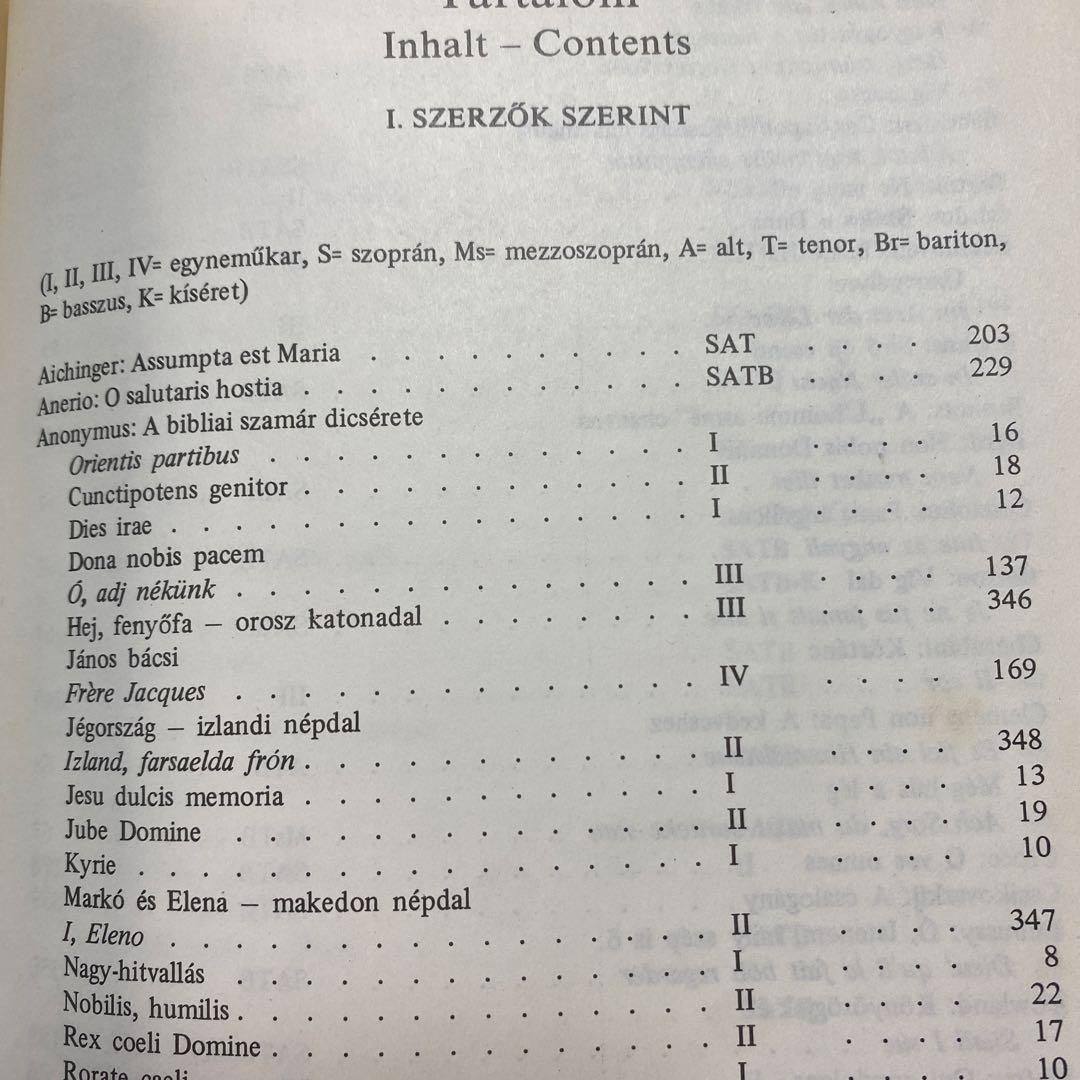 Tartalom
Inhalt – Contents
I. SZERZŐK SZERINT
(I, II, III, IV= egyneműkar, S= szoprán, Ms= mezzoszoprán, A= alt, T= tenor, Br= bariton,
B= basszus, K= kíséret)
Aichinger: Assumpta est Maria . . . . . . . . . . SAT . . . . 203
Anerio: O salutaris hostia . . . . . . . . . . . . SATB . . . . 229
Anonymus: A bibliai szamár dicsérete
Orientis partibus . . . . . . . . . . . . . I . . . . 16
Cunctipotens genitor . . . . . . . . . . . . II . . . . 18
Dies irae . . . . . . . . . . . . . . . . I . . . . 12
Dona nobis pacem
Ó, adj nékünk . . . . . . . . . . . . . . III . . . . 137
Hej, fenyőfa – orosz katonadal . . . . . . . . III . . . . 346
János bácsi
Frère Jacques . . . . . . . . . . . . . . IV . . . . 169
Jégország – izlandi népdal
Izland, farsaelda frón . . . . . . . . . . . . II . . . . 348
Jesu dulcis memoria . . . . . . . . . . . . I . . . . 13
Jube Domine . . . . . . . . . . . . . . II . . . . 19
Kyrie . . . . . . . . . . . . . . . . . I . . . . 10
Markó és Elena – makedon népdal
I, Eleno . . . . . . . . . . . . . . . . II . . . . 347
Nagy-hitvallás . . . . . . . . . . . . . . I . . . . 8
Nobilis, humilis . . . . . . . . . . . . . . II . . . . 22
Rex coeli Domine . . . . . . . . . . . . . II . . . . 17
Rorate coeli . . . . . . . . . . . . . . I . . . . 10